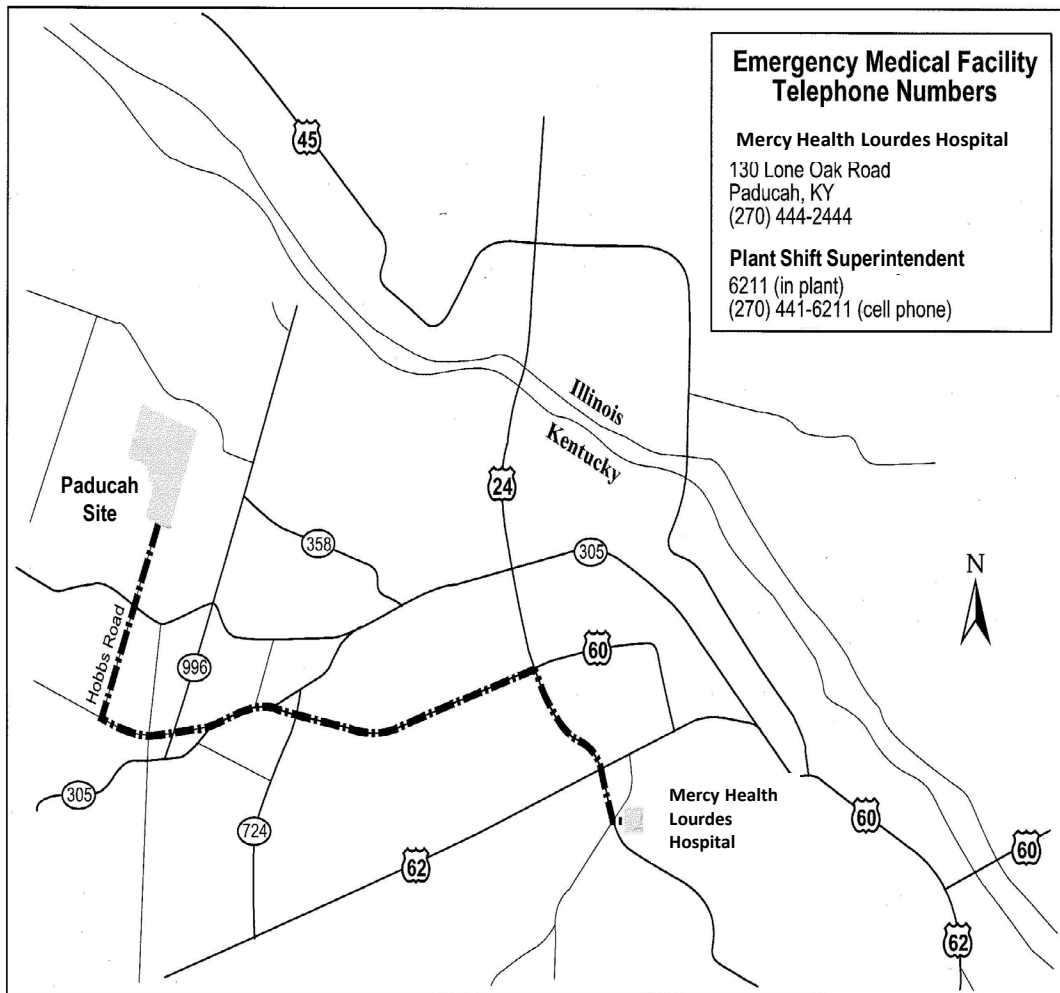 Emergency Medical Facility
Telephone Numbers
Mercy Health Lourdes Hospital
130 Lone Oak Road
Paducah, KY
(270) 444-2444
Plant Shift Superintendent
6211 (in plant)
(270) 441-6211 (cell phone)
45
Illinois
Kentucky
24
Paducah
Site
358
305
N
Hobbs Road
996
60
305
724
62
Mercy Health
Lourdes
Hospital
60
60
62